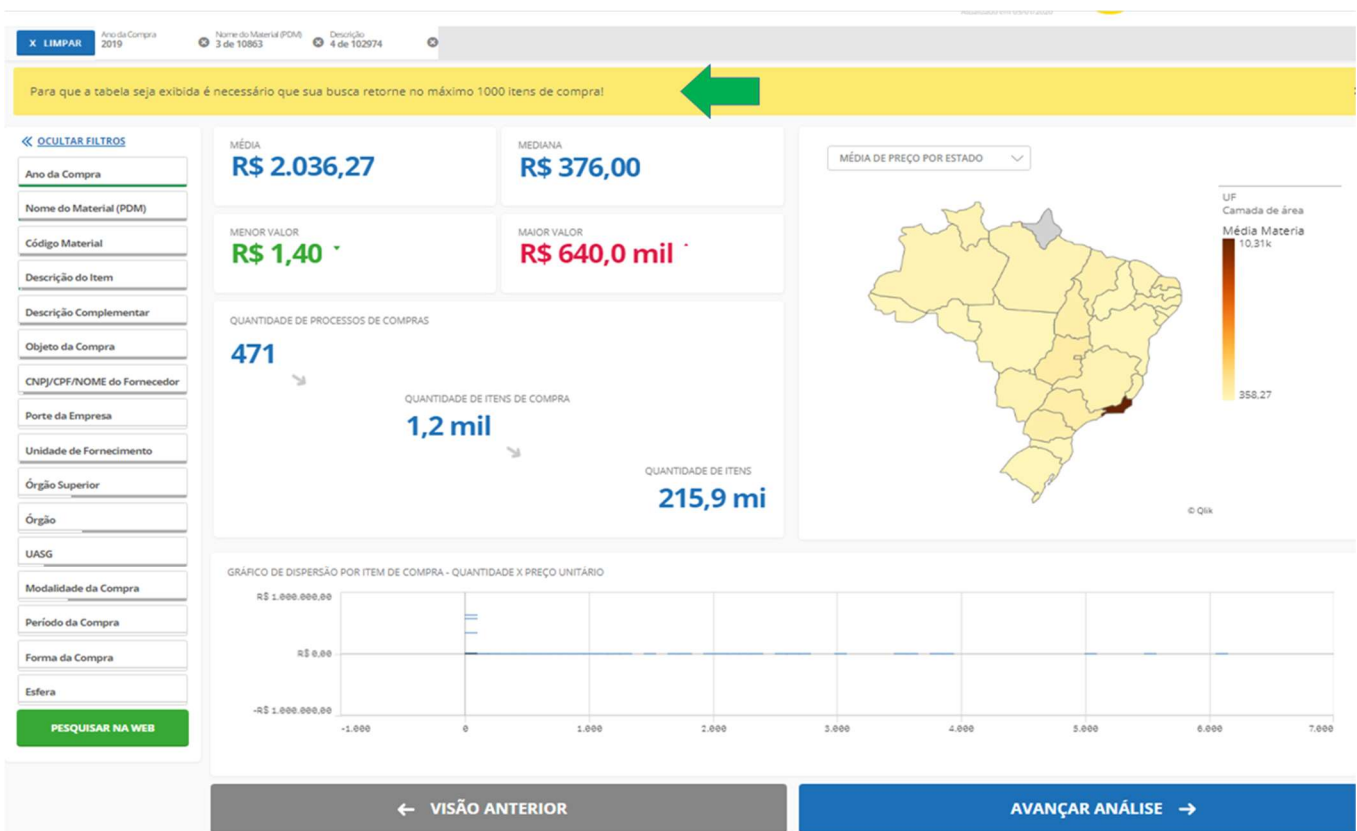 X LIMPAR
Ano da Compra
2019
Nome do Material (PDM)
3 de 10863
Descrição
4 de 102974
Para que a tabela seja exibida é necessário que sua busca retorne no máximo 1000 itens de compra!
OCULTAR FILTROS
Ano da Compra
Nome do Material (PDM)
Código Material
Descrição do Item
Descrição Complementar
Objeto da Compra
CNPJ/CPF/NOME do Fornecedor
Porte da Empresa
Unidade de Fornecimento
Órgão Superior
Órgão
UASG
Modalidade da Compra
Período da Compra
Forma da Compra
Esfera
PESQUISAR NA WEB
MÉDIA
R$ 2.036,27
MEDIANA
R$ 376,00
MENOR VALOR
R$ 1,40
MAIOR VALOR
R$ 640,0 mil
QUANTIDADE DE PROCESSOS DE COMPRAS
471
QUANTIDADE DE ITENS DE COMPRA
1,2 mil
QUANTIDADE DE ITENS
215,9 mi
MÉDIA DE PREÇO POR ESTADO
UF
Camada de área
Média Materia
10,31k
358,27
© Qlik
GRÁFICO DE DISPERSÃO POR ITEM DE COMPRA - QUANTIDADE X PREÇO UNITÁRIO
R$ 1.000.000,00
R$ 0,00
-R$ 1.000.000,00
-1.000 0 1.000 2.000 3.000 4.000 5.000 6.000 7.000
← VISÃO ANTERIOR
AVANÇAR ANÁLISE →